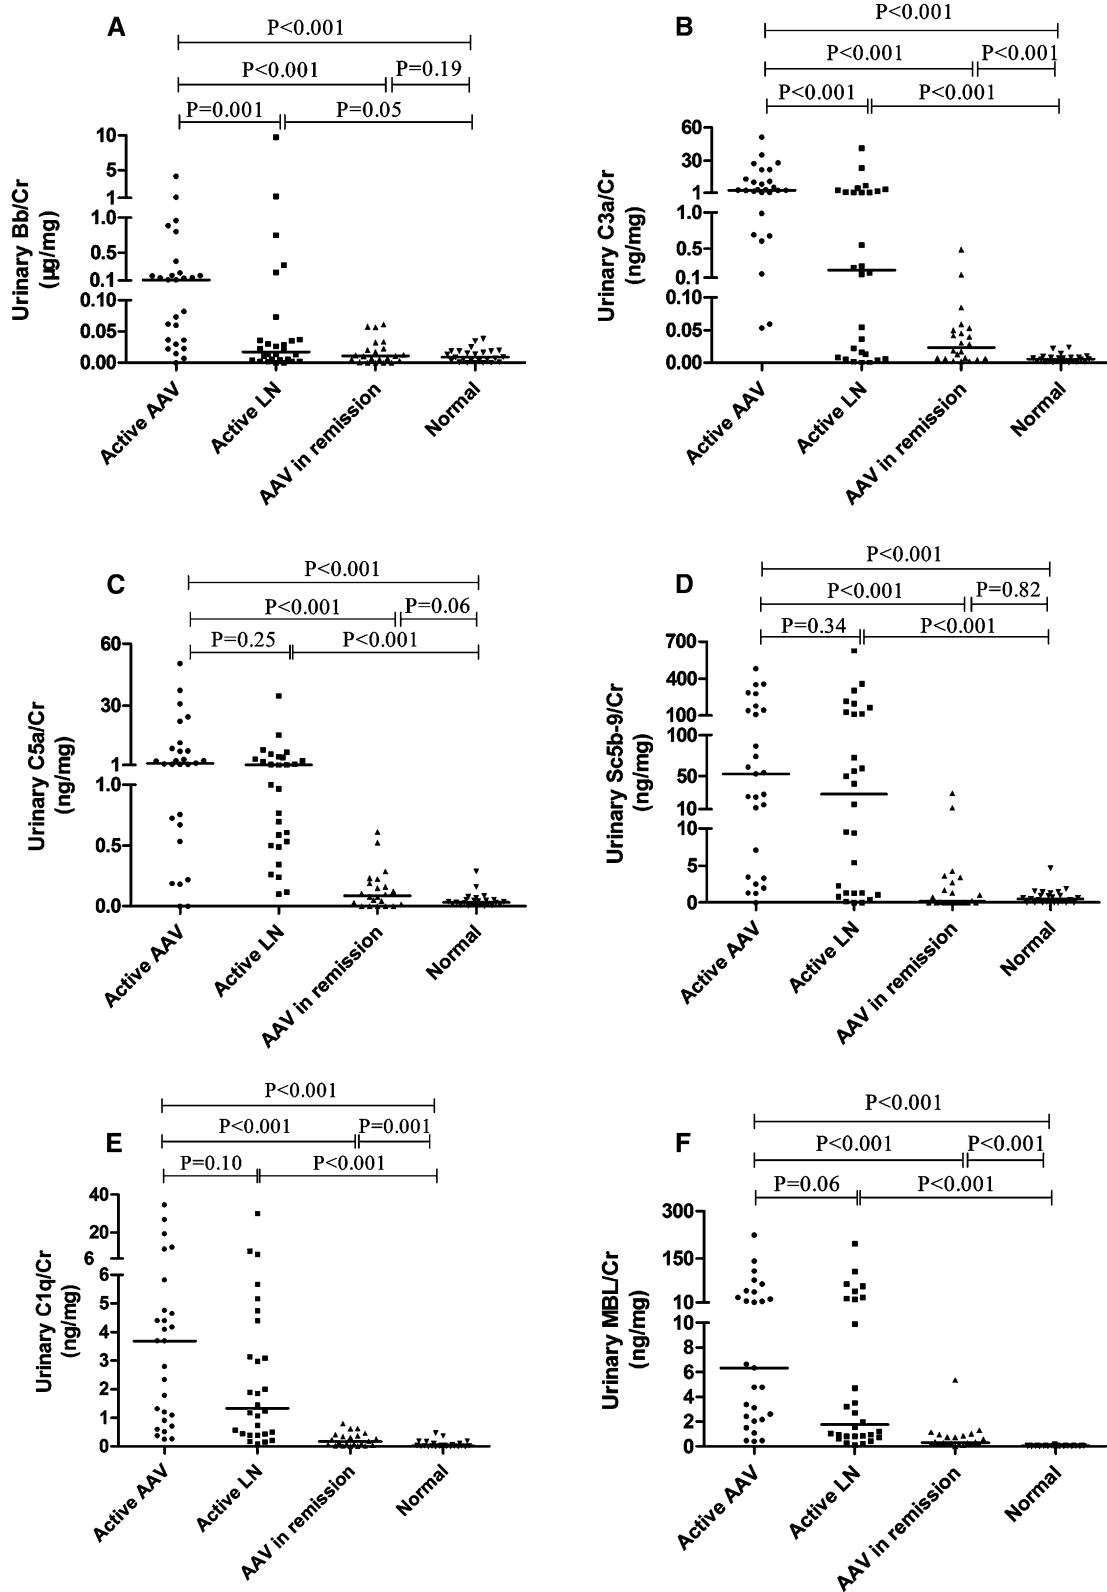 A
P<0.001
P<0.001
P=0.19
P=0.001
P=0.05
Urinary Bb/Cr
(µg/mg)
10
5
1
1.0
0.5
0.1
0.10
0.05
0.00
Active AAV
Active LN
AAV in remission
Normal
B
P<0.001
P<0.001
P<0.001
P<0.001
P<0.001
Urinary C3a/Cr
(ng/mg)
60
30
1
1.0
0.5
0.1
0.10
0.05
0.00
Active AAV
Active LN
AAV in remission
Normal
C
P<0.001
P<0.001
P=0.06
P=0.25
P<0.001
Urinary C5a/Cr
(ng/mg)
60
30
1
1.0
0.5
0.0
Active AAV
Active LN
AAV in remission
Normal
D
P<0.001
P<0.001
P=0.82
P=0.34
P<0.001
Urinary Sc5b-9/Cr
(ng/mg)
700
400
100
100
50
10
10
5
0
Active AAV
Active LN
AAV in remission
Normal
E
P<0.001
P<0.001
P=0.001
P=0.10
P<0.001
Urinary C1q/Cr
(ng/mg)
40
20
6
6
5
4
3
2
1
0
Active AAV
Active LN
AAV in remission
Normal
F
P<0.001
P<0.001
P<0.001
P=0.06
P<0.001
Urinary MBL/Cr
(ng/mg)
300
150
10
10
8
6
4
2
0
Active AAV
Active LN
AAV in remission
Normal